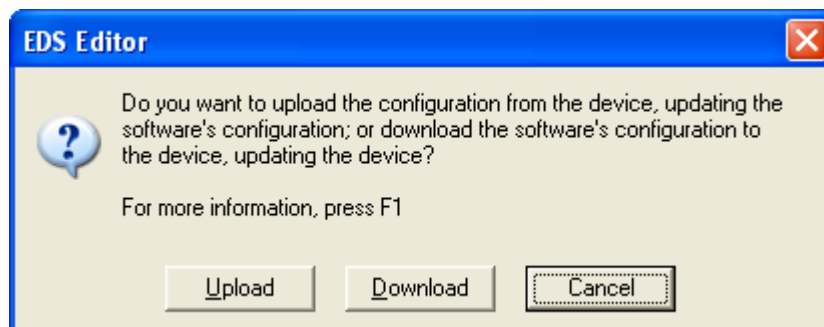 EDS Editor
Do you want to upload the configuration from the device, updating the
software's configuration; or download the software's configuration to
the device, updating the device?
For more information, press F1
Upload
Download
Cancel